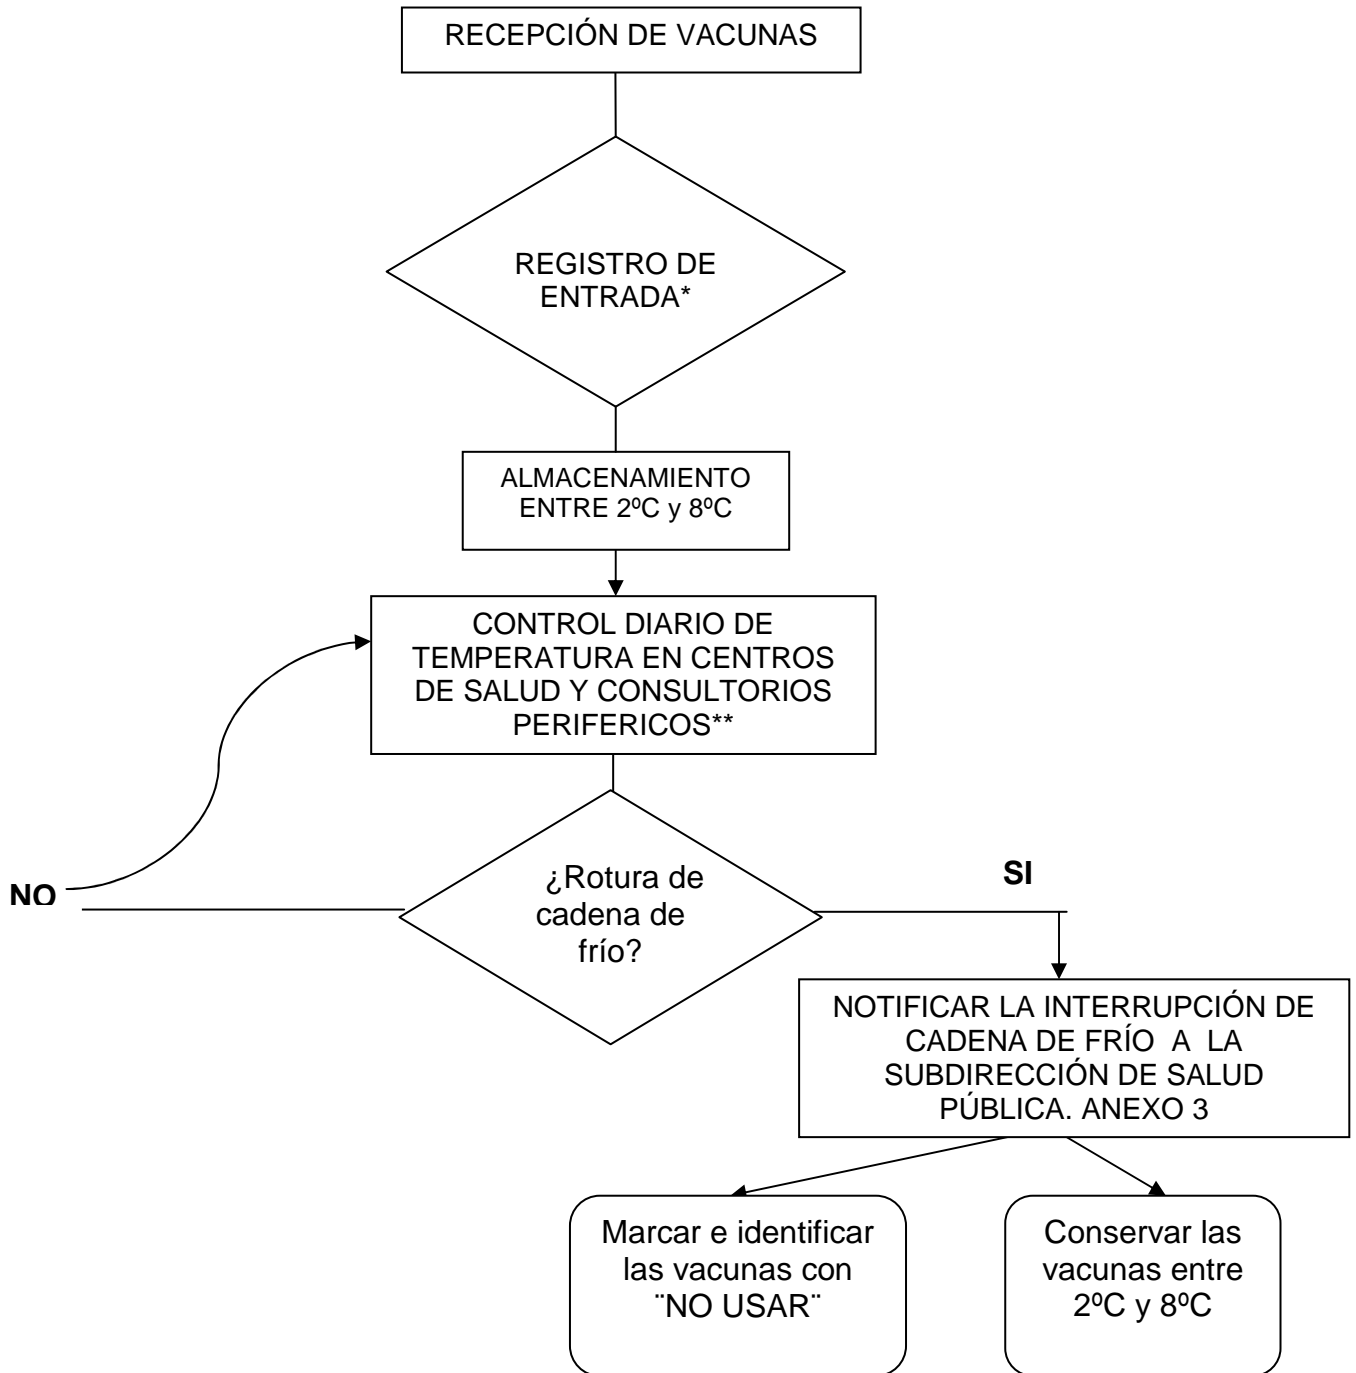 RECEPCIÓN DE VACUNAS
REGISTRO DE
ENTRADA*
ALMACENAMIENTO
ENTRE 2ºC y 8ºC
CONTROL DIARIO DE
TEMPERATURA EN CENTROS
DE SALUD Y CONSULTORIOS
PERIFERICOS**
¿Rotura de
cadena de
frío?
NO
SI
NOTIFICAR LA INTERRUPCIÓN DE
CADENA DE FRÍO A LA
SUBDIRECCIÓN DE SALUD
PÚBLICA. ANEXO 3
Marcar e identificar
las vacunas con
¨NO USAR¨
Conservar las
vacunas entre
2ºC y 8ºC